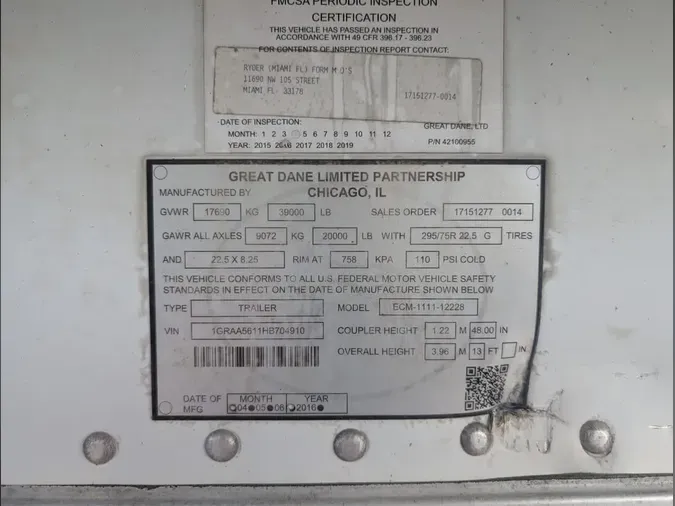 FMCSA PERIODIC INSPECTION
CERTIFICATION
THIS VEHICLE HAS PASSED AN INSPECTION IN
ACCORDANCE WITH 49 CFR 396.17 - 396.23
FOR CONTENTS OF INSPECTION REPORT CONTACT:
RYDER (MIAMI FL) FORM M O'S
11690 NW 105 STREET
MIAMI FL. 33178 17151277-0014
DATE OF INSPECTION: GREAT DANE, LTD
MONTH: 1 2 3 5 6 7 8 9 10 11 12
YEAR: 2015 2016 2017 2018 2019 P/N 42100955
GREAT DANE LIMITED PARTNERSHIP
MANUFACTURED BY CHICAGO, IL
GVWR 17690 KG 39000 LB SALES ORDER 17151277 0014
GAWR ALL AXLES 9072 KG 20000 LB WITH 295/75R 22.5 G TIRES
AND 22.5 X 8.25 RIM AT 758 KPA 110 PSI COLD
THIS VEHICLE CONFORMS TO ALL U.S. FEDERAL MOTOR VEHICLE SAFETY
STANDARDS IN EFFECT ON THE DATE OF MANUFACTURE SHOWN BELOW
TYPE TRAILER MODEL ECM-1111-12228
VIN 1GRAA5611HB704910 COUPLER HEIGHT 1.22 M 48.00 IN
OVERALL HEIGHT 3.96 M 13 FT IN
DATE OF MFG MONTH YEAR
04 05 06 2016